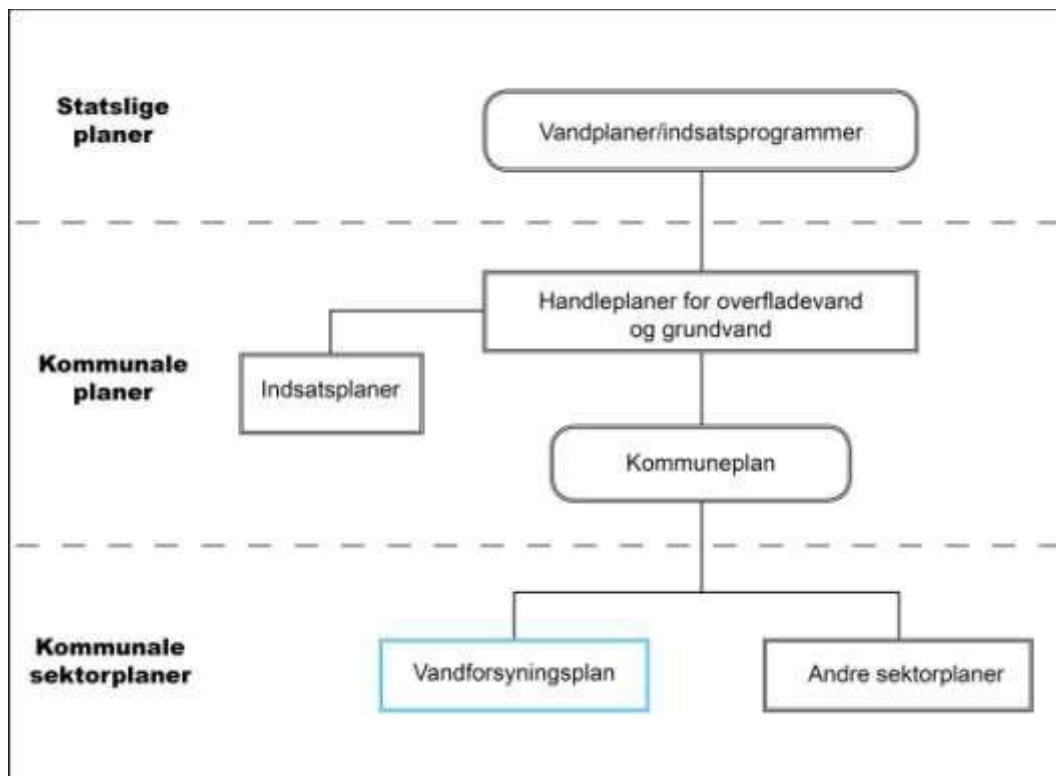 Statslige
planer
Vandplaner/indsatsprogrammer
Handleplaner for overfladevand
og grundvand
Kommunale
planer
Indsatsplaner
Kommuneplan
Kommunale
sektorplaner
Vandforsyningsplan
Andre sektorplaner